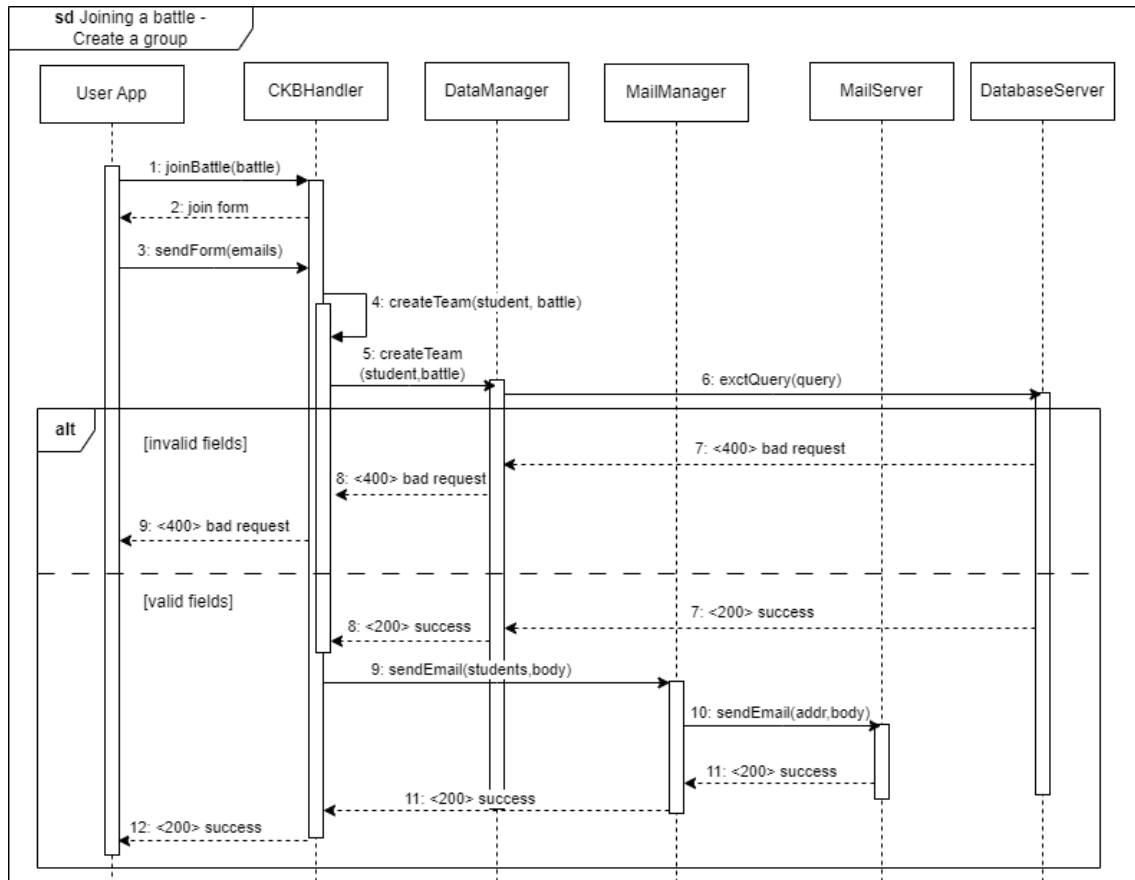 sd Joining a battle -
Create a group
User App
CKBHandler
DataManager
MailManager
MailServer
DatabaseServer
1: joinBattle(battle)
2: join form
3: sendForm(emails)
4: createTeam(student, battle)
5: createTeam
(student,battle)
6: exctQuery(query)
alt
[invalid fields]
7: <400> bad request
8: <400> bad request
9: <400> bad request
[valid fields]
7: <200> success
8: <200> success
9: sendEmail(students,body)
10: sendEmail(addr,body)
11: <200> success
11: <200> success
12: <200> success